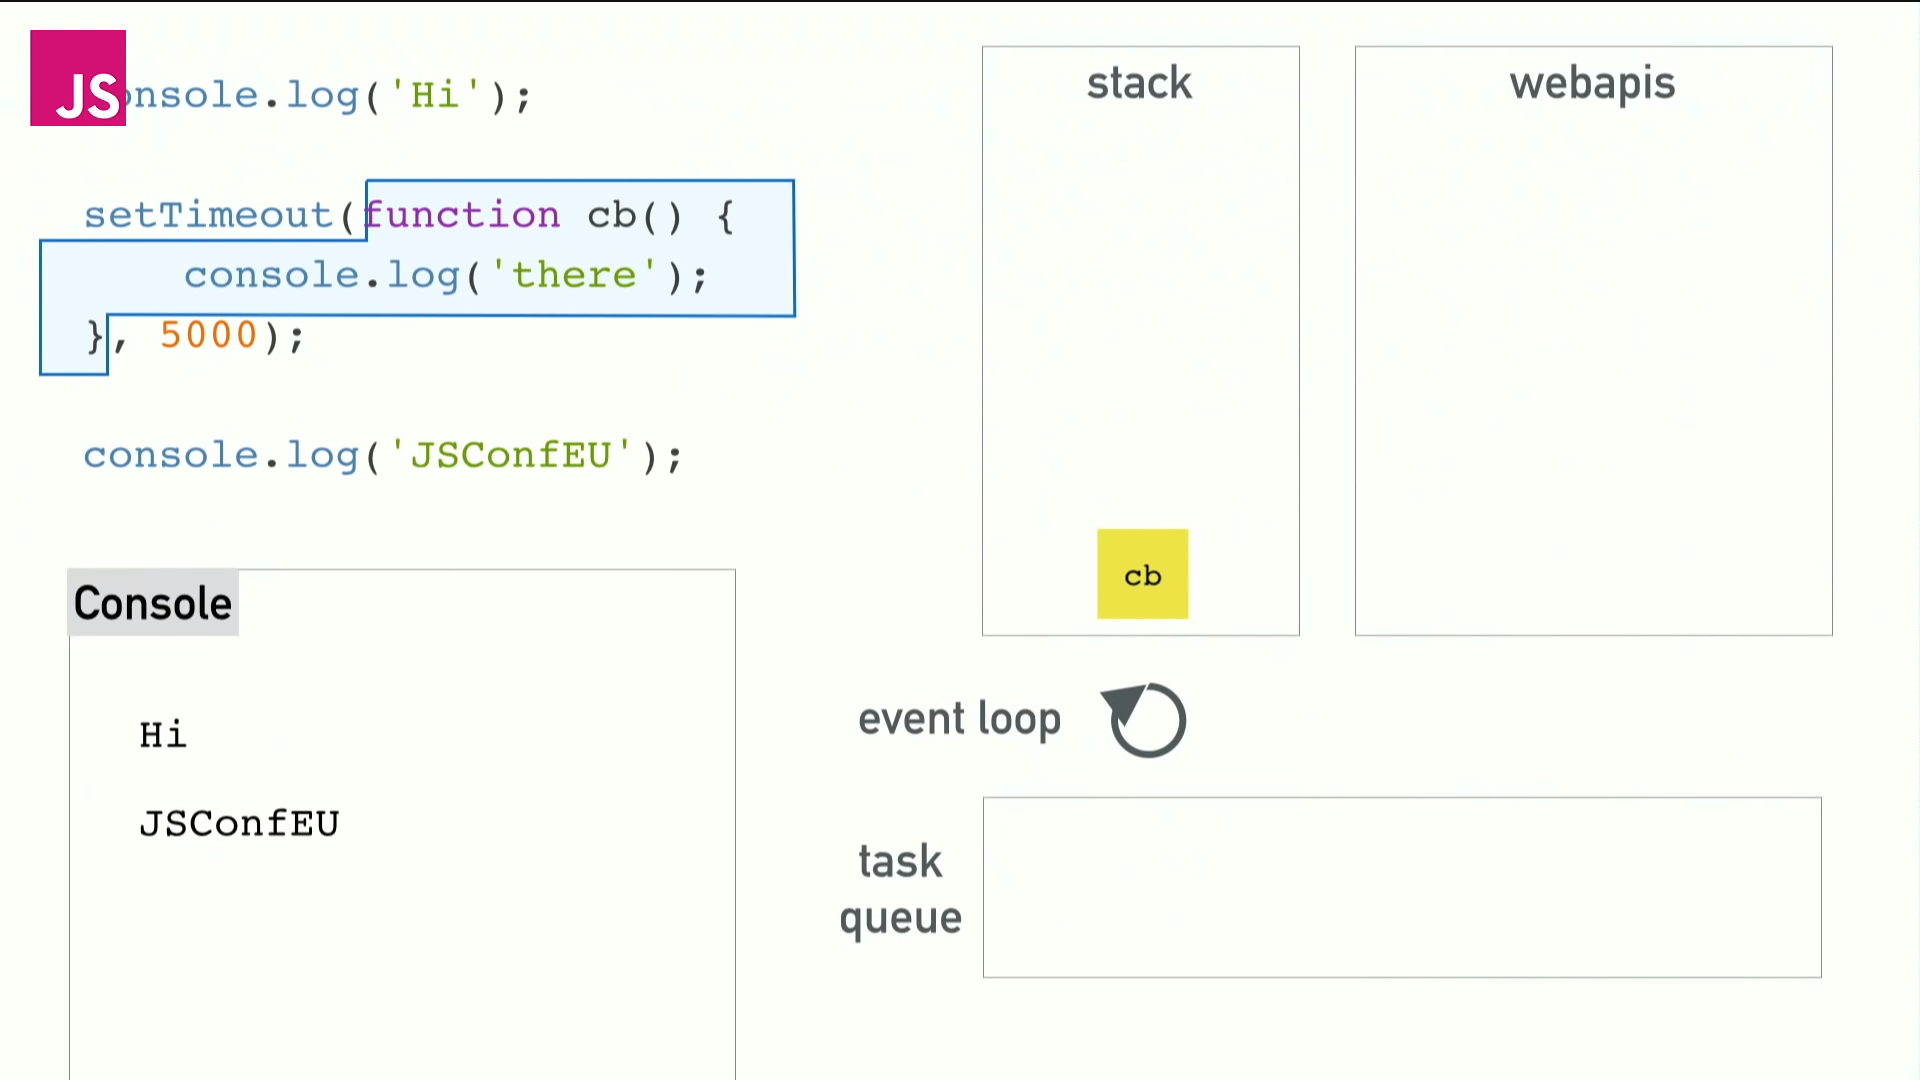 JS
onsole.log('Hi');
setTimeout(function cb() {
console.log('there');
}, 5000);
console.log('JSConfEU');
Console
Hi
JSConfEU
stack
cb
webapis
event loop
task
queue